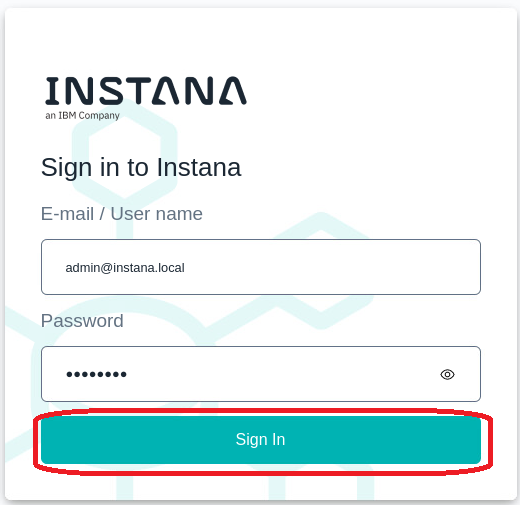 INSTANA
an IBM Company
Sign in to Instana
E-mail / User name
admin@instana.local
Password
••••••••
Sign In